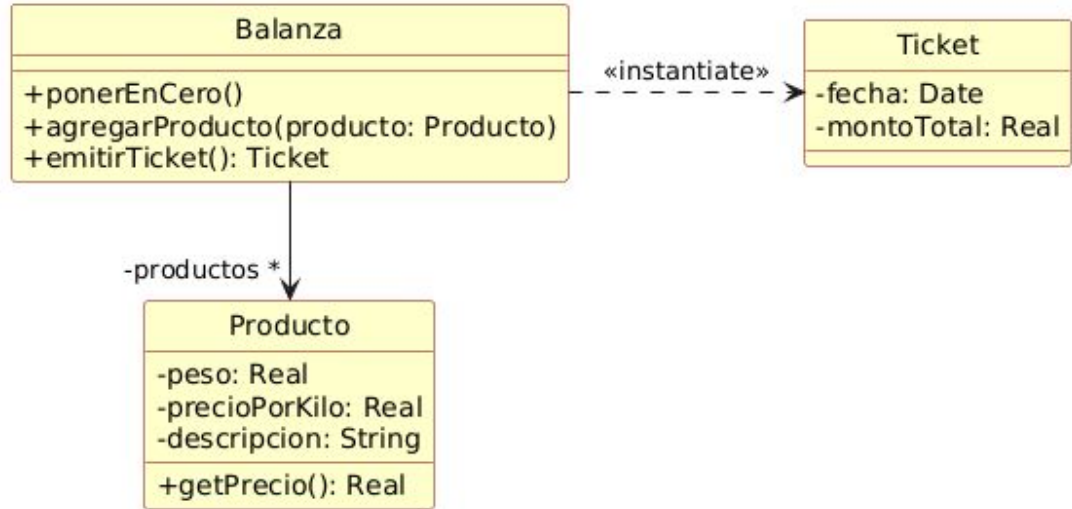 Balanza
+ponerEnCero()
+agregarProducto(producto: Producto)
+emitirTicket(): Ticket
«instantiate»
Ticket
-fecha: Date
-montoTotal: Real
-productos *
Producto
-peso: Real
-precioPorKilo: Real
-descripcion: String
+getPrecio(): Real